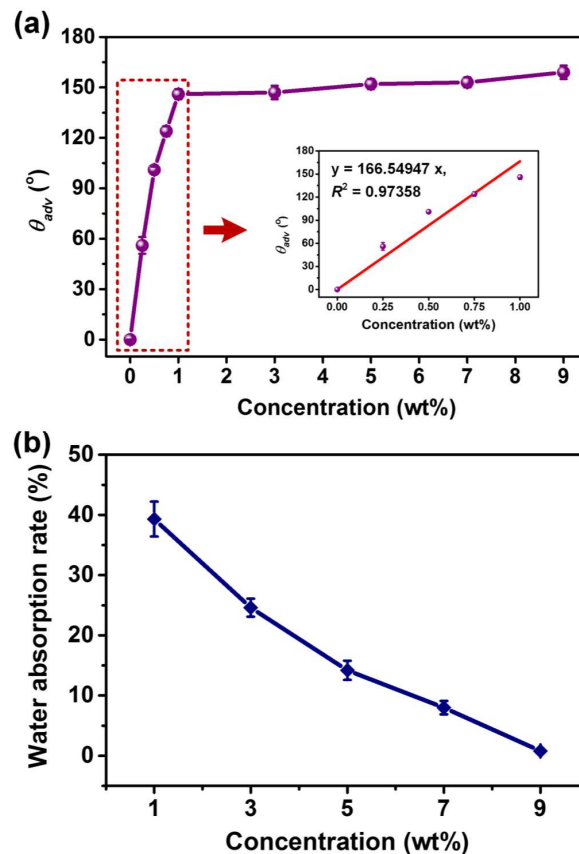 (a)
180
150
120
90
60
30
0
θadv (°)
0 1 2 3 4 5 6 7 8 9
Concentration (wt%)
y = 166.54947 x,
R² = 0.97358
180
150
120
90
60
30
0
θadv (°)
0.00 0.25 0.50 0.75 1.00
Concentration (wt%)
(b)
50
40
30
20
10
0
Water absorption rate (%)
1 3 5 7 9
Concentration (wt%)